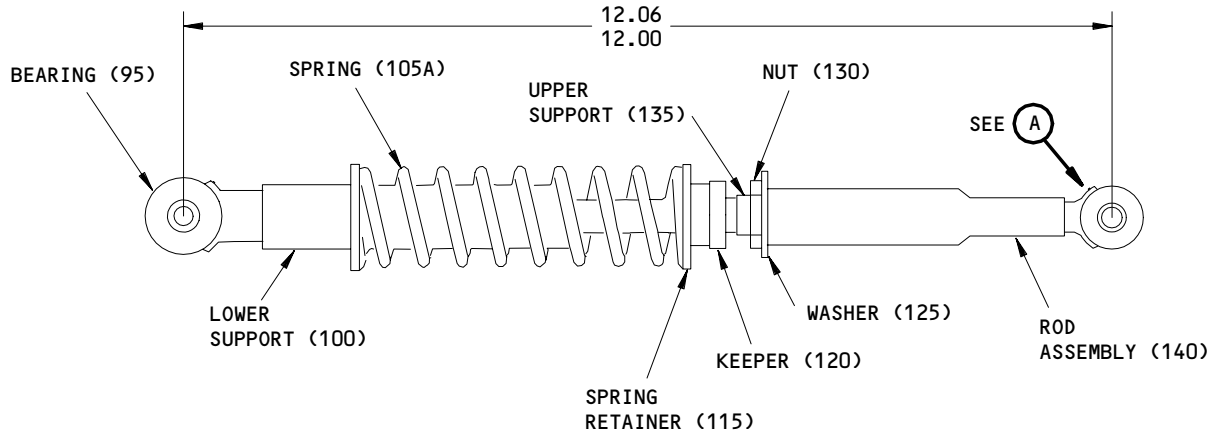 12.06
12.00
BEARING (95)
SPRING (105A)
NUT (130)
UPPER
SUPPORT (135)
SEE A
LOWER
SUPPORT (100)
WASHER (125)
ROD
ASSEMBLY (140)
KEEPER (120)
SPRING
RETAINER (115)